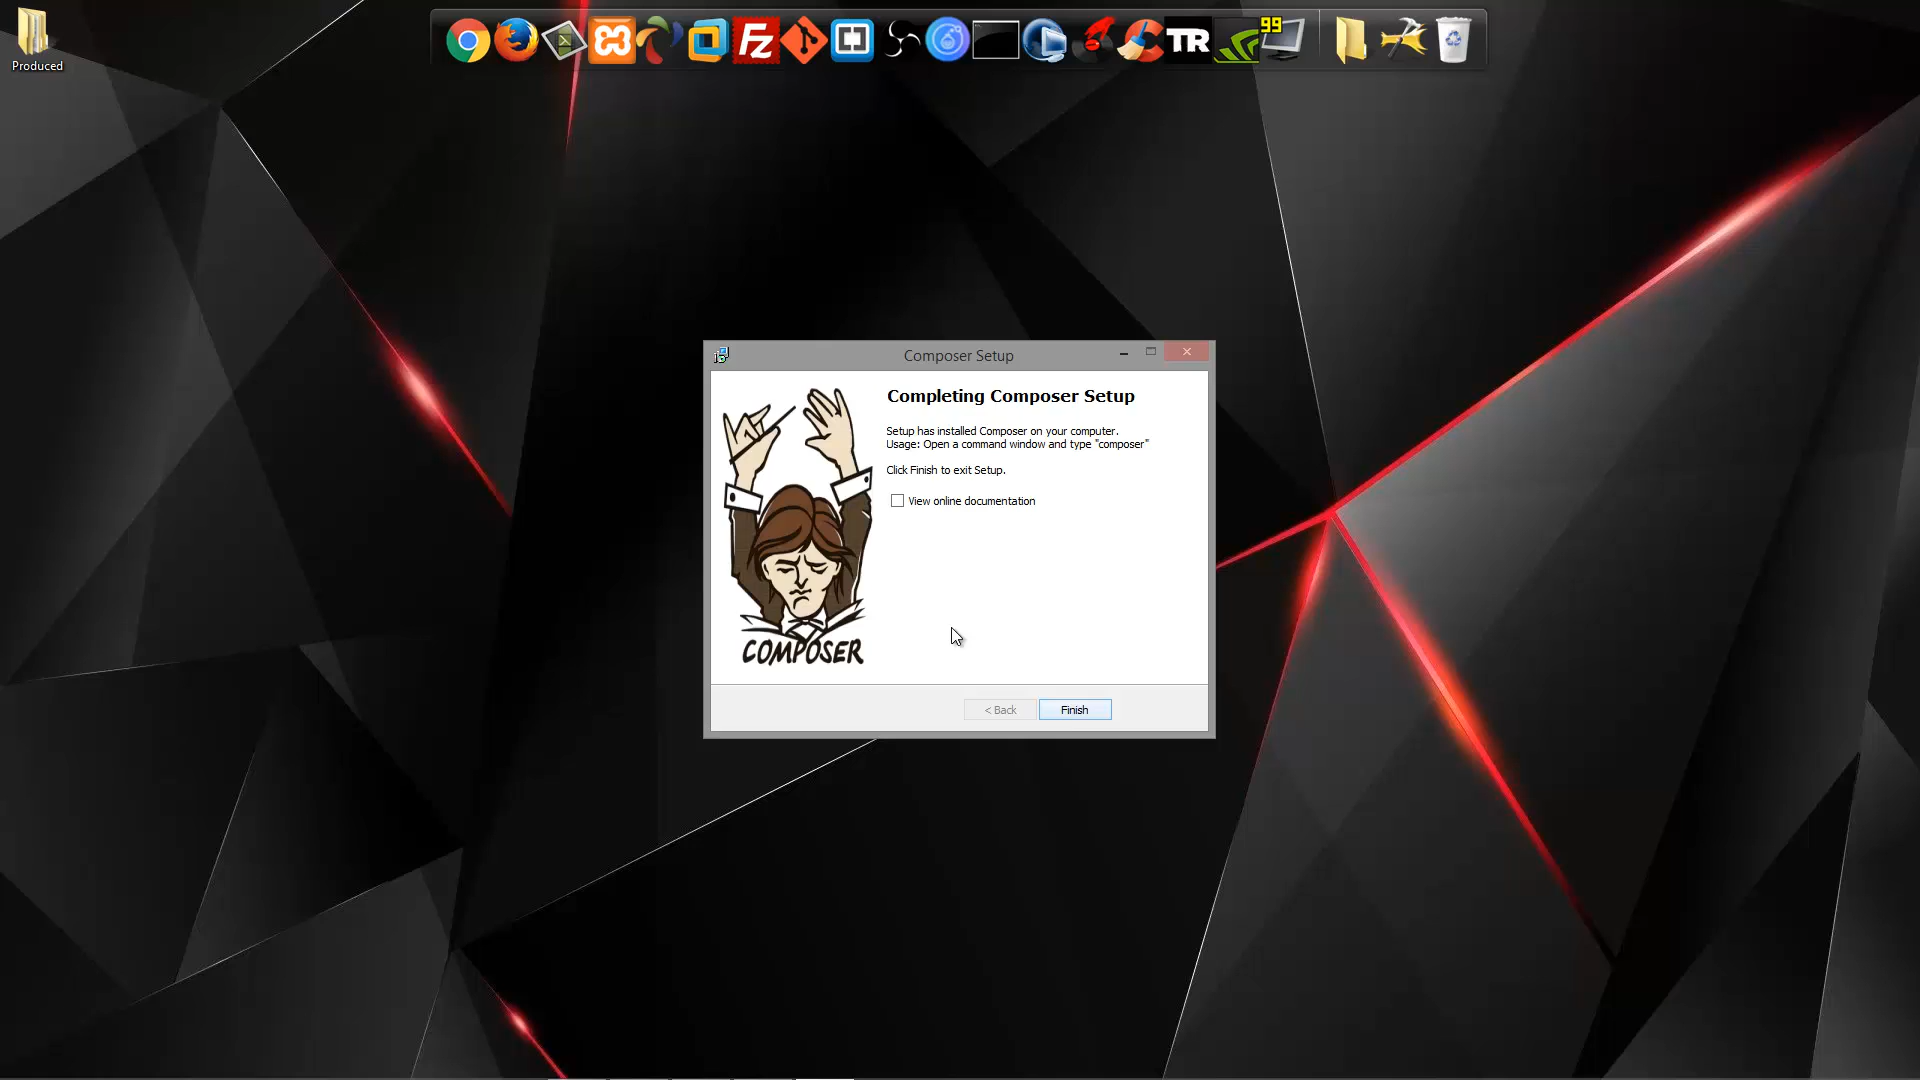 Produced
Fz
TR
99
Composer Setup
Completing Composer Setup
Setup has installed Composer on your computer.
Usage: Open a command window and type "composer"
Click Finish to exit Setup.
View online documentation
COMPOSER
< Back
Finish